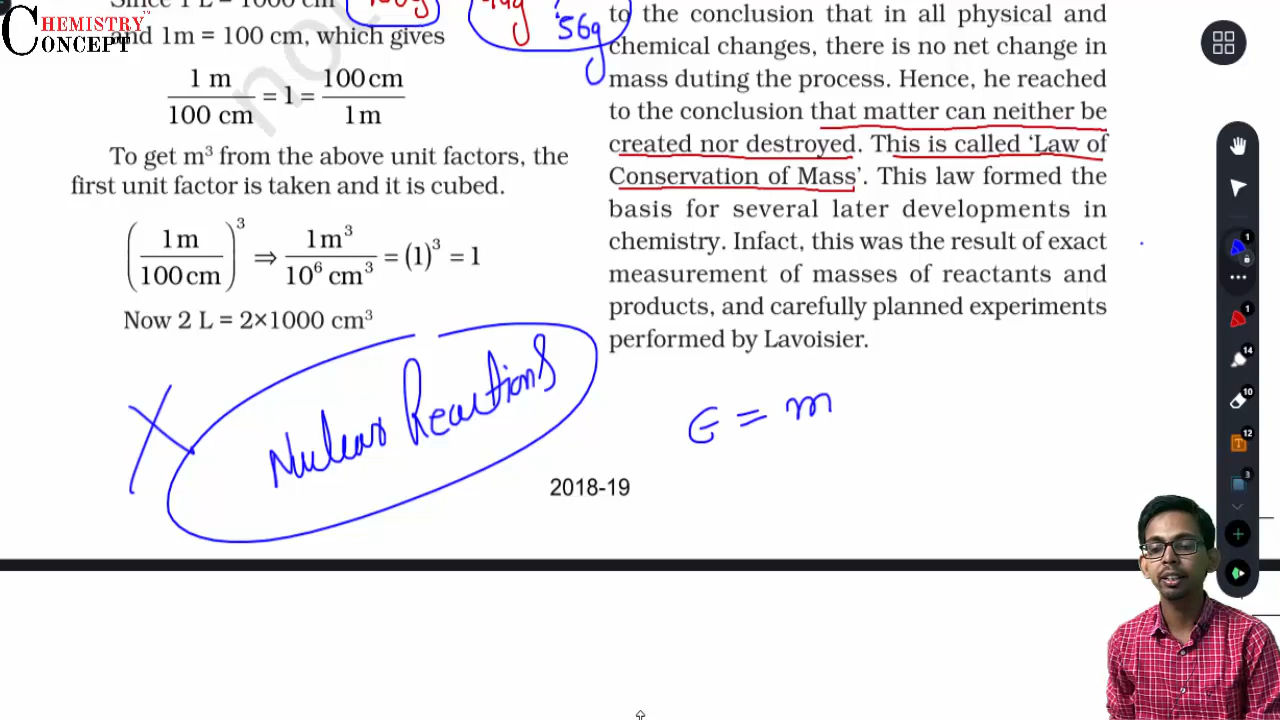 CHEMISTRY
CONCEPT
and 1m = 100 cm, which gives
1 m / 100 cm = 1 = 100 cm / 1 m
To get m³ from the above unit factors, the
first unit factor is taken and it is cubed.
(1 m / 100 cm)³ ⇒ 1 m³ / 10⁶ cm³ = (1)³ = 1
Now 2 L = 2×1000 cm³
Nuclear Reactions
56g
to the conclusion that in all physical and
chemical changes, there is no net change in
mass duting the process. Hence, he reached
to the conclusion that matter can neither be
created nor destroyed. This is called ‘Law of
Conservation of Mass’. This law formed the
basis for several later developments in
chemistry. Infact, this was the result of exact
measurement of masses of reactants and
products, and carefully planned experiments
performed by Lavoisier.
E = m
2018-19
1
1
14
10
12
3